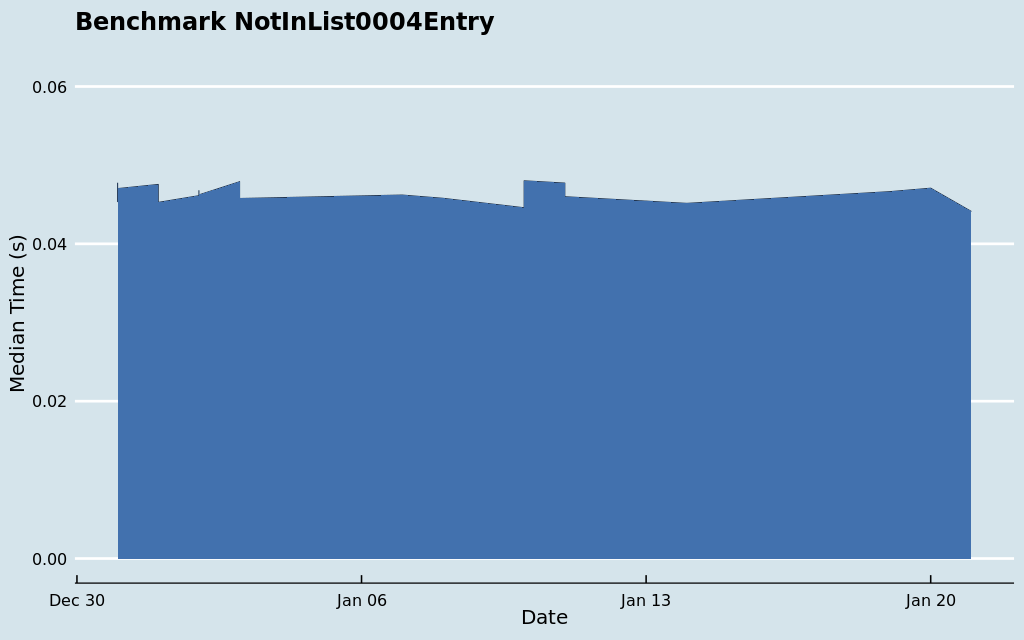 Benchmark NotInList0004Entry
0.06
0.04
0.02
0.00
Median Time (s)
Dec 30
Jan 06
Jan 13
Jan 20
Date